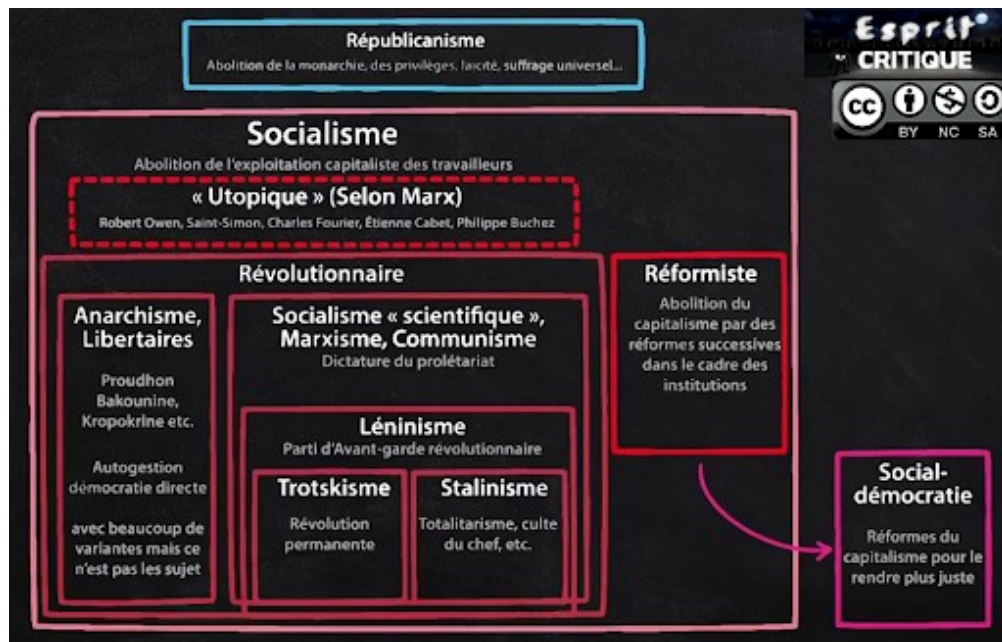 Républicanisme
Abolition de la monarchie, des privilèges, laïcité, suffrage universel...
Esprit
CRITIQUE
CC
BY NC SA
Socialisme
Abolition de l'exploitation capitaliste des travailleurs
« Utopique » (Selon Marx)
Robert Owen, Saint-Simon, Charles Fourier, Étienne Cabet, Philippe Buchez
Révolutionnaire
Anarchisme,
Libertaires
Proudhon
Bakounine,
Kropokrine etc.
Autogestion
démocratie directe
avec beaucoup de
variantes mais ce
n'est pas les sujet
Socialisme « scientifique »,
Marxisme, Communisme
Dictature du prolétariat
Léninisme
Parti d'Avant-garde révolutionnaire
Trotskisme
Révolution
permanente
Stalinisme
Totalitarisme, culte
du chef, etc.
Réformiste
Abolition du
capitalisme par des
réformes successives
dans le cadre des
institutions
Social-
démocratie
Réformes du
capitalisme pour le
rendre plus juste